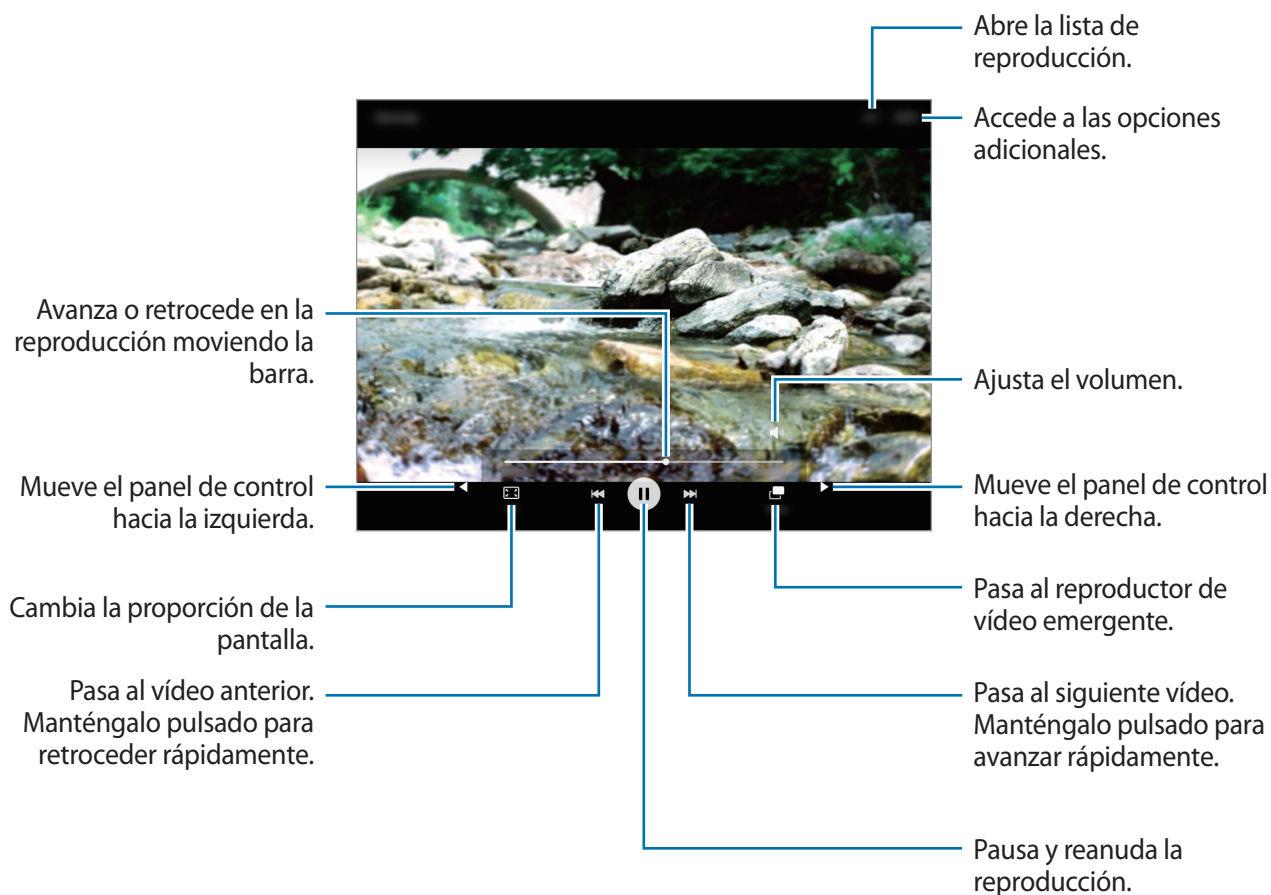 Abre la lista de
reproducción.
Accede a las opciones
adicionales.
Avanza o retrocede en la
reproducción moviendo la
barra.
Ajusta el volumen.
Mueve el panel de control
hacia la izquierda.
Mueve el panel de control
hacia la derecha.
Cambia la proporción de la
pantalla.
Pasa al reproductor de
vídeo emergente.
Pasa al vídeo anterior.
Manténgalo pulsado para
retroceder rápidamente.
Pasa al siguiente vídeo.
Manténgalo pulsado para
avanzar rápidamente.
Pausa y reanuda la
reproducción.